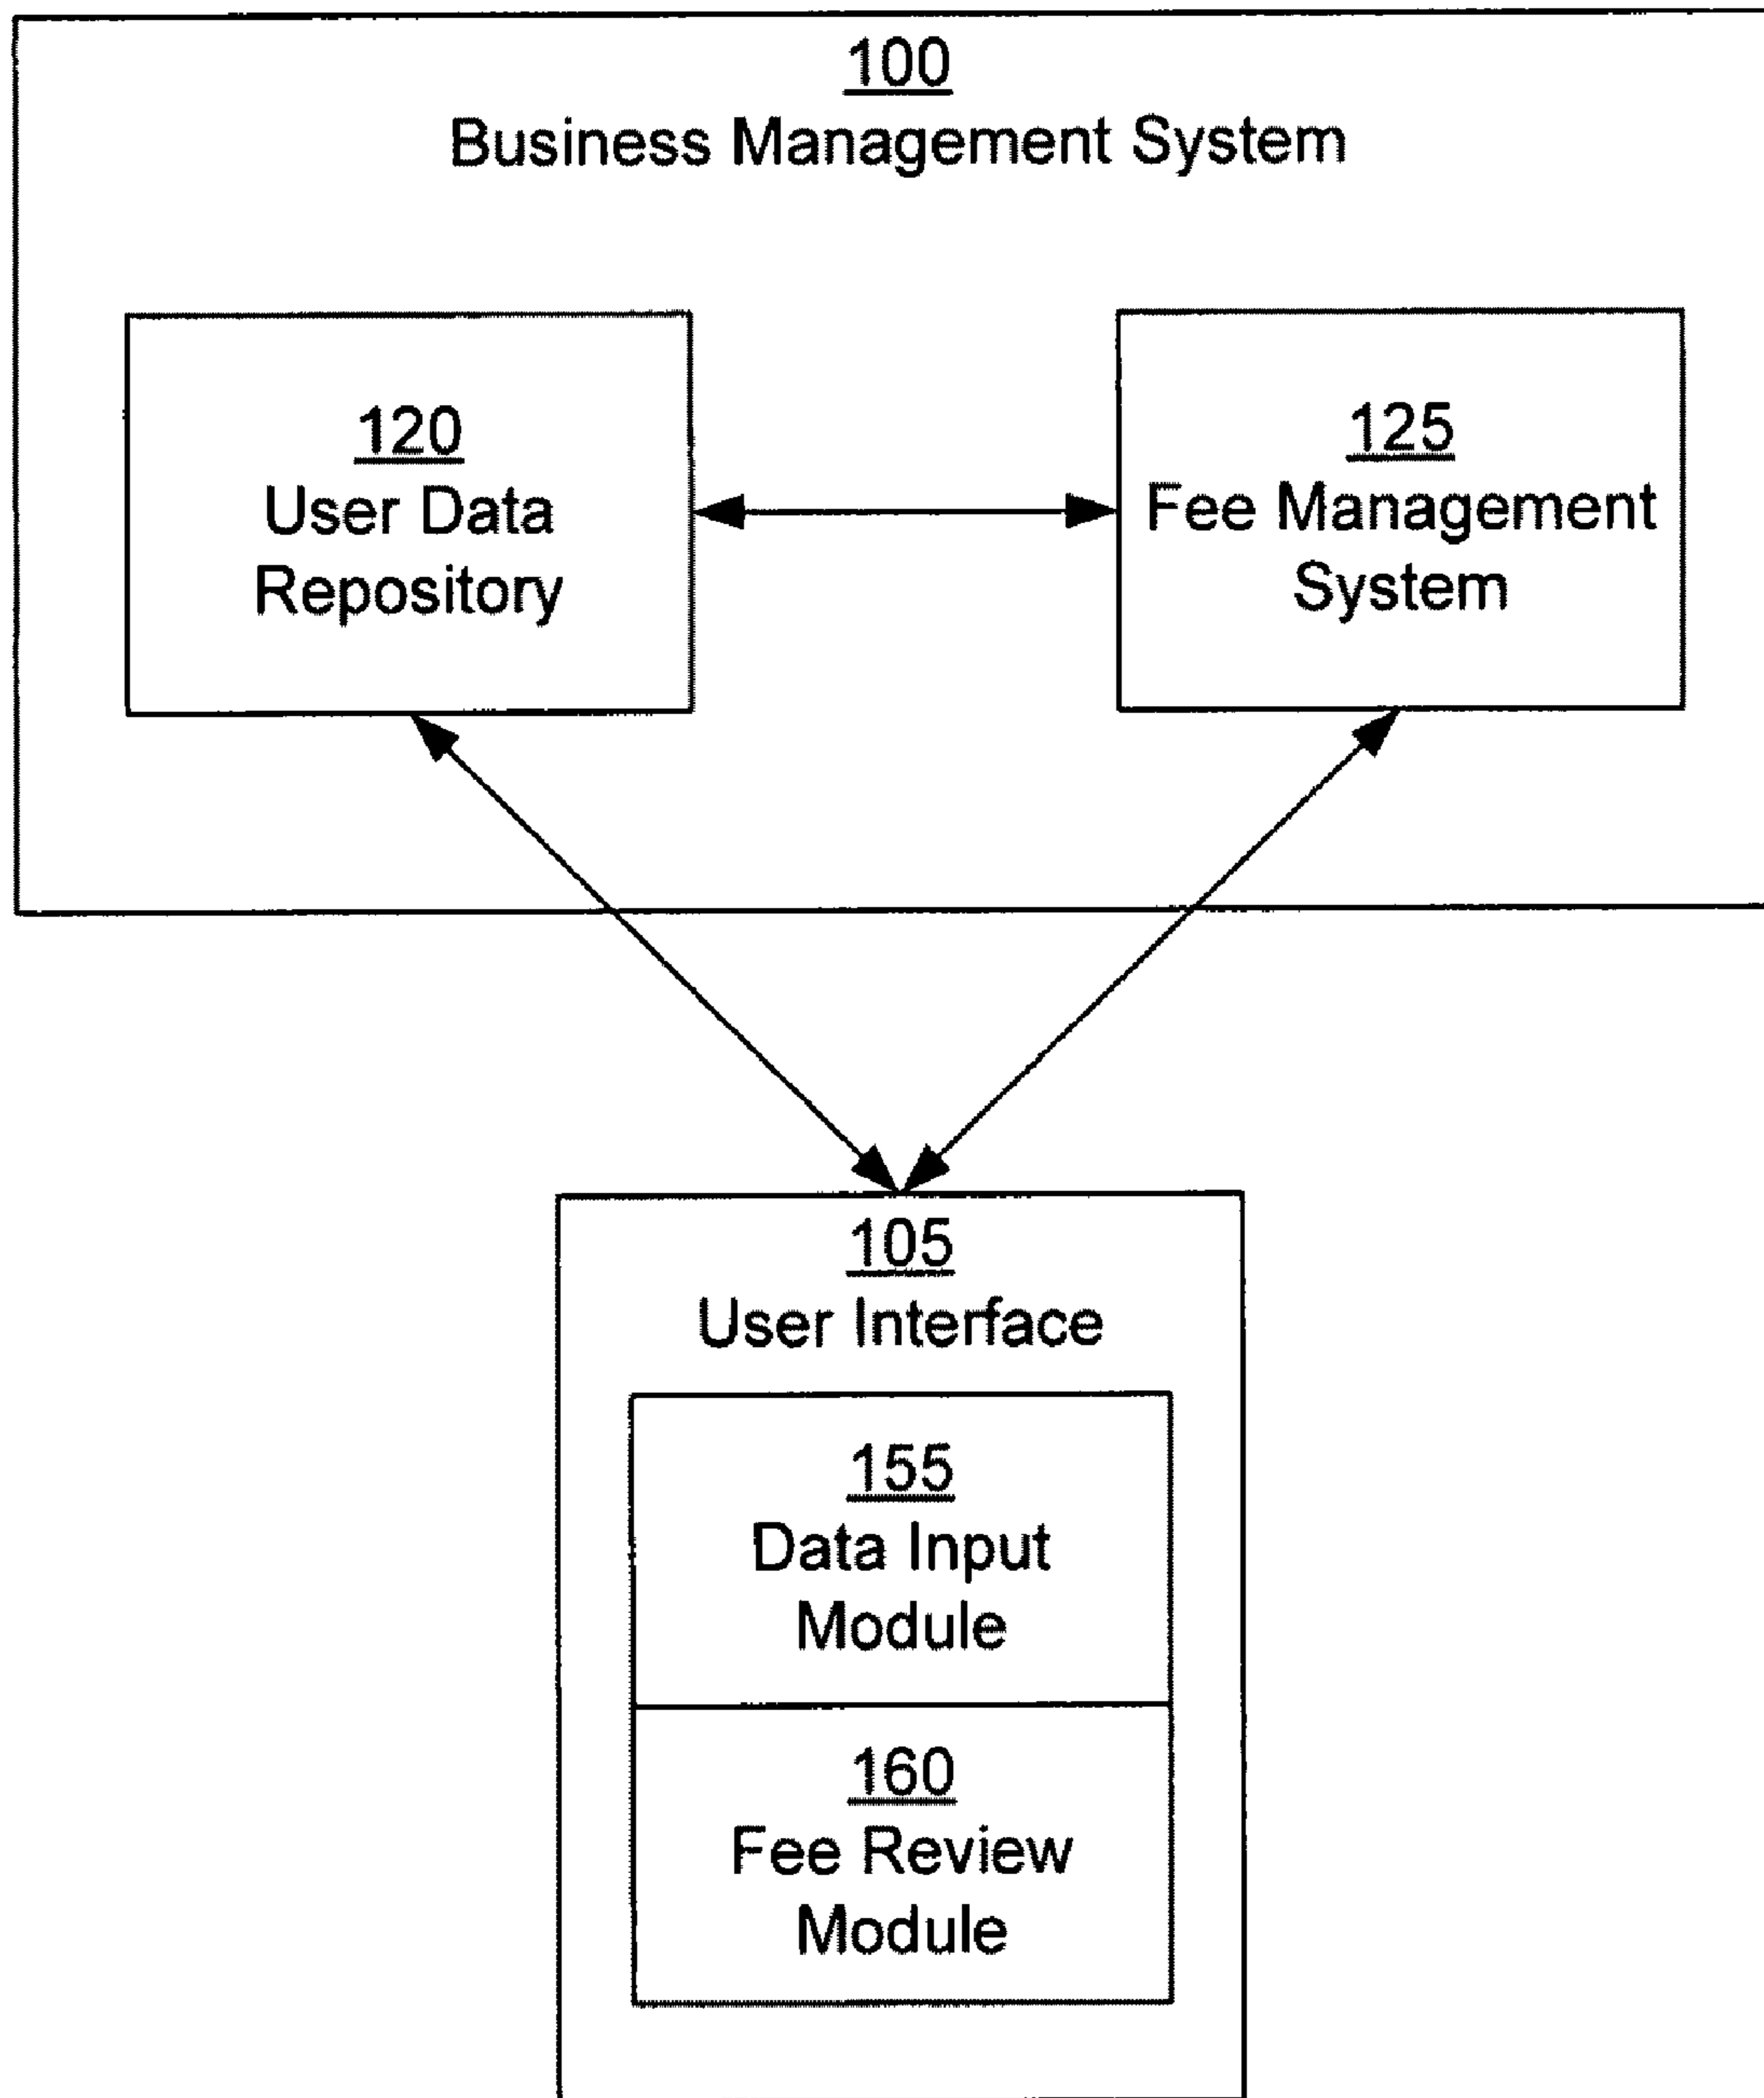 100
Business Management System
120
User Data
Repository
125
Fee Management
System
105
User Interface
155
Data Input
Module
160
Fee Review
Module